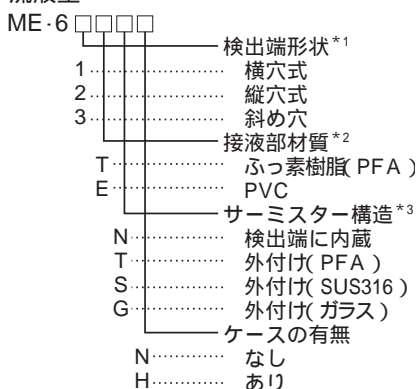 ME·6□□□□
検出端形状*1
1 横穴式
2 縦穴式
3 斜め穴
接液部材質*2
T ふっ素樹脂(PFA)
E PVC
サーミスター構造*3
N 検出端に内蔵
T 外付け(PFA)
S 外付け(SUS316)
G 外付け(ガラス)
ケースの有無
N なし
H あり